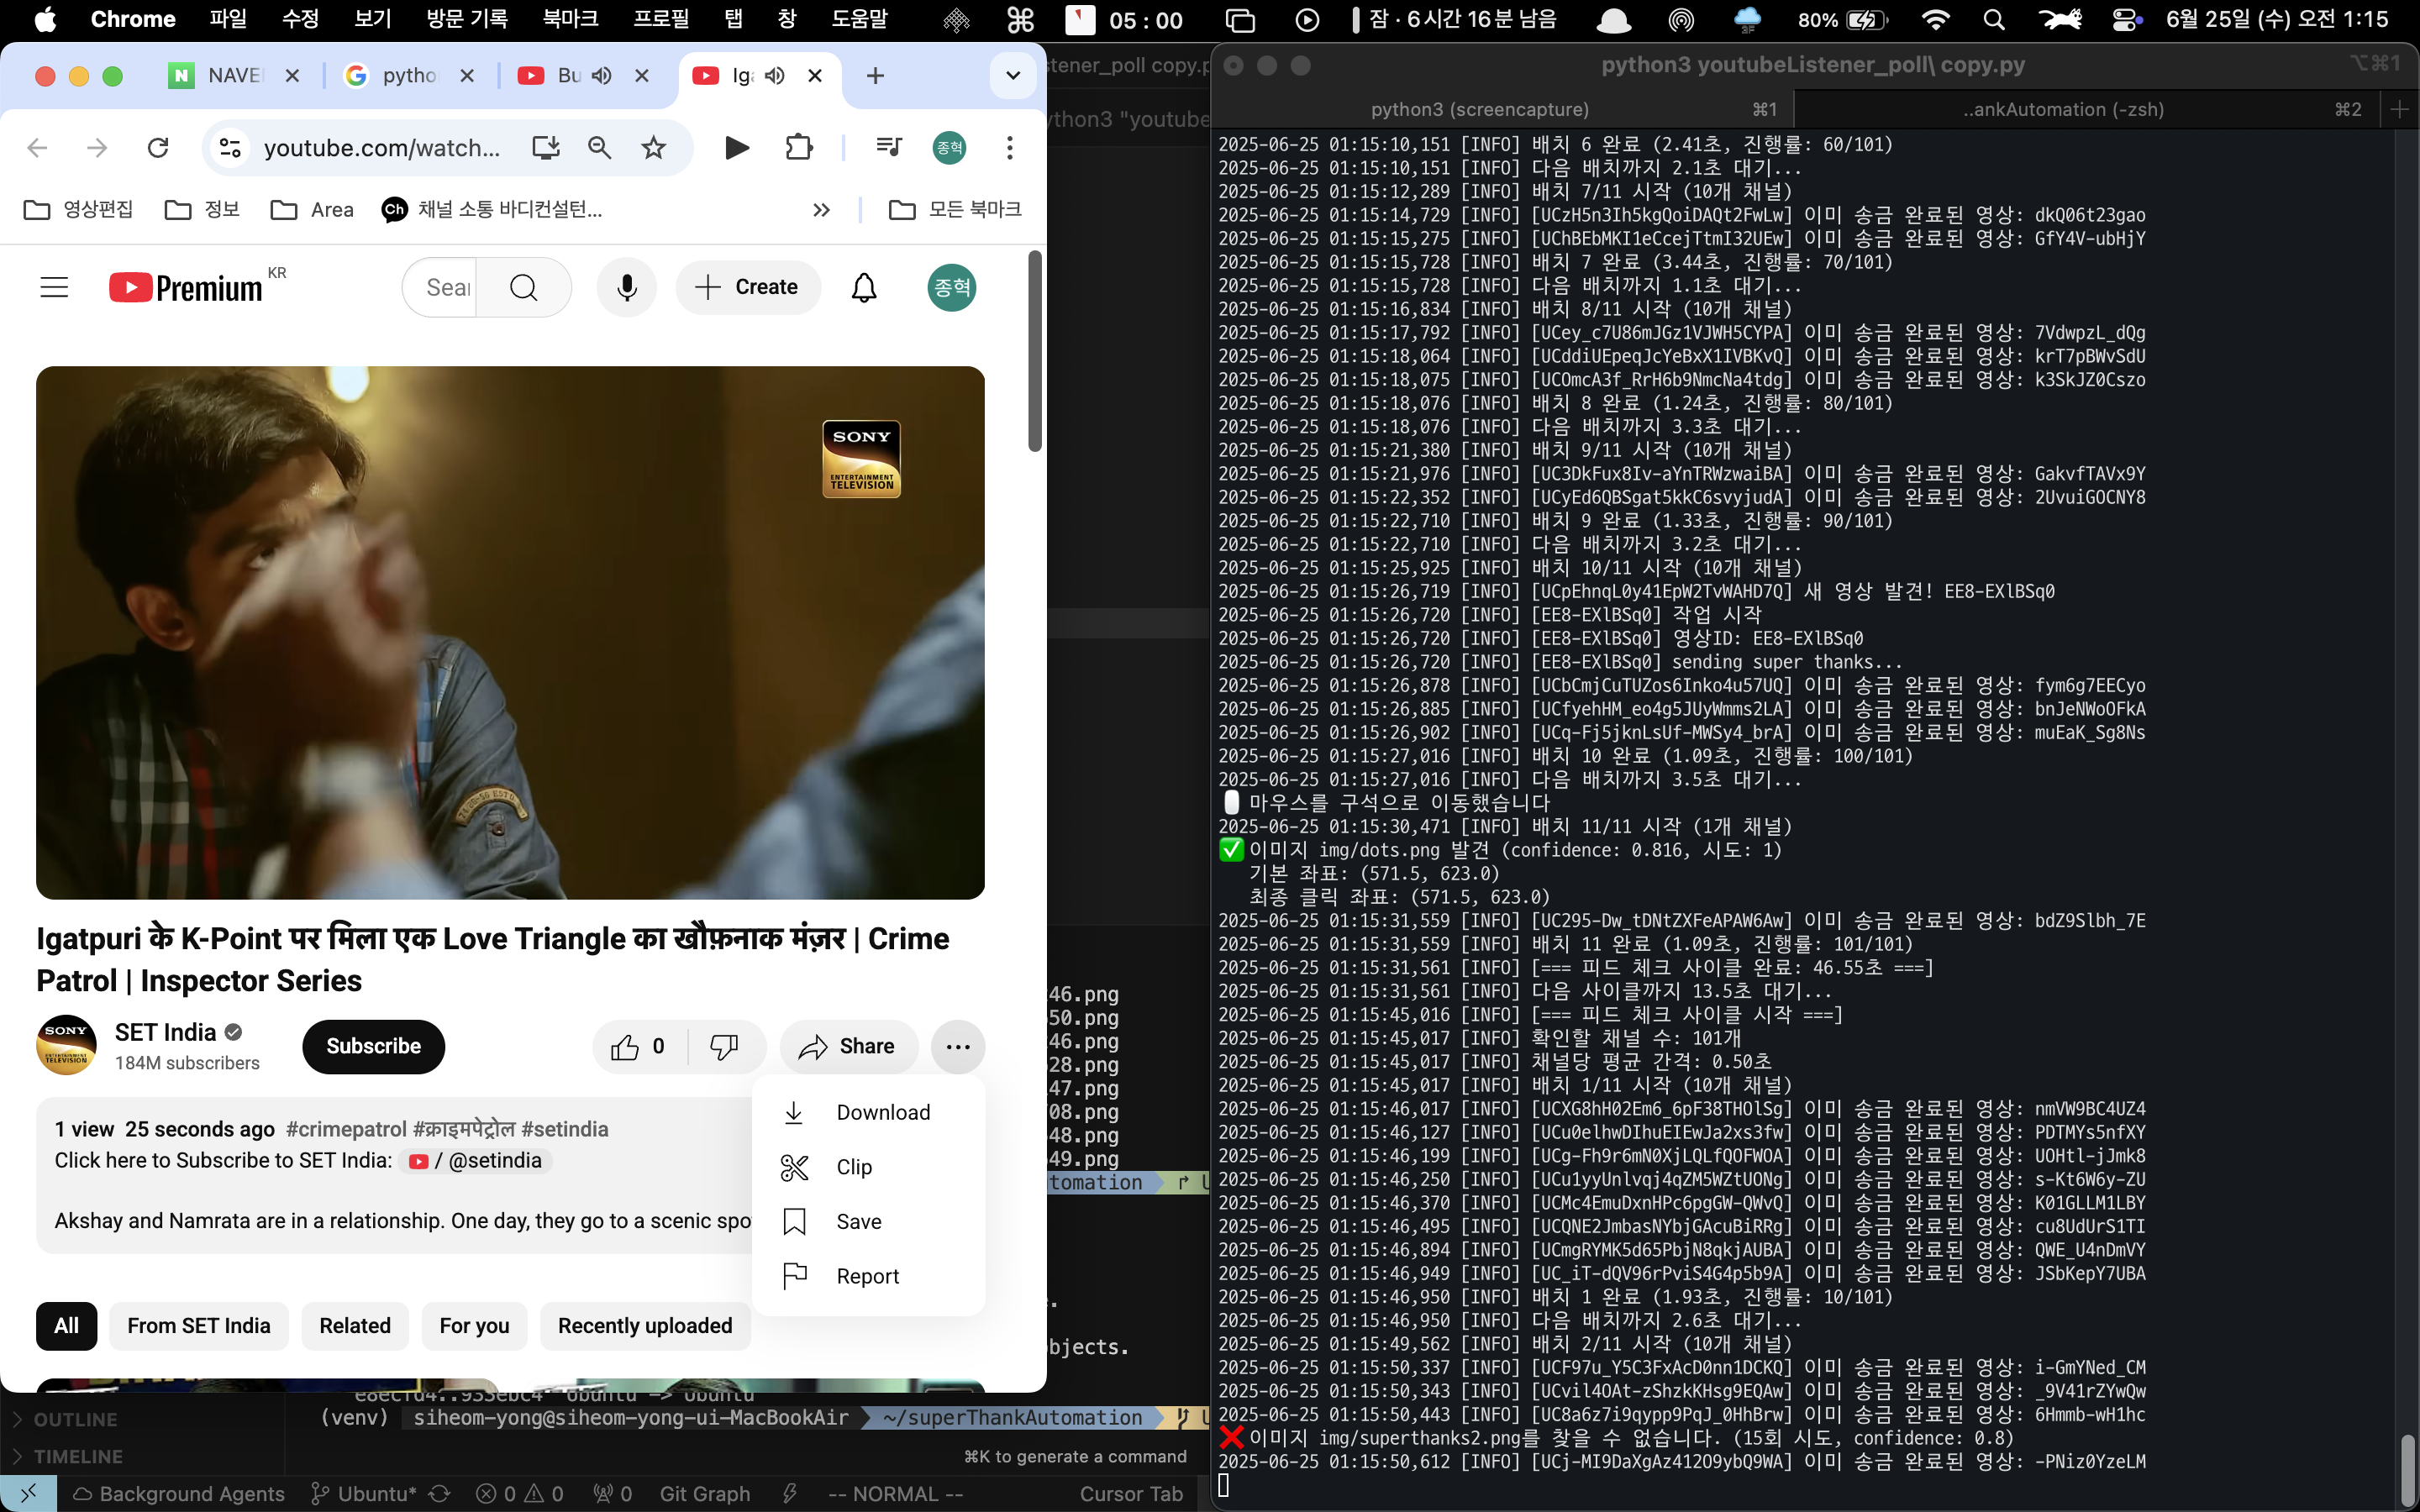 Chrome 파일 수정 보기 방문 기록 북마크 프로필 탭 창 도움말 05 : 00 잠 · 6시간 16분 남음 3F 80% 6월 25일 (수) 오전 1:15
N NAVE pytho Bu Iga
youtube.com/watch... 종혁
영상편집 정보 Area Ch 채널 소통 바디컨설턴... 모든 북마크
Premium KR Sear Create 종혁
SONY
ENTERTAINMENT
TELEVISION
Igatpuri के K-Point पर मिला एक Love Triangle का खौफ़नाक मंज़र | Crime
Patrol | Inspector Series
SET India
184M subscribers
Subscribe
0
Share
Download
Clip
Save
Report
1 view 25 seconds ago #crimepatrol #क्राइमपेट्रोल #setindia
Click here to Subscribe to SET India: / @setindia
Akshay and Namrata are in a relationship. One day, they go to a scenic spo
All From SET India Related For you Recently uploaded
stener_poll copy.p
ython3 "youtube
46.png
50.png
46.png
28.png
47.png
08.png
48.png
49.png
tomation
bjects.
e8ec1d4..933ebc4 Ubuntu -> Ubuntu
OUTLINE
(venv) siheom-yong@siheom-yong-ui-MacBookAir ~/superThankAutomation
TIMELINE
⌘K to generate a command
Background Agents Ubuntu* 0 0 0 Git Graph -- NORMAL -- Cursor Tab
python3 youtubeListener_poll\ copy.py ⌥⌘1
python3 (screencapture) ⌘1 ..ankAutomation (-zsh) ⌘2
2025-06-25 01:15:10,151 [INFO] 배치 6 완료 (2.41초, 진행률: 60/101)
2025-06-25 01:15:10,151 [INFO] 다음 배치까지 2.1초 대기...
2025-06-25 01:15:12,289 [INFO] 배치 7/11 시작 (10개 채널)
2025-06-25 01:15:14,729 [INFO] [UCzH5n3Ih5kgQoiDAQt2FwLw] 이미 송금 완료된 영상: dkQ06t23gao
2025-06-25 01:15:15,275 [INFO] [UChBEbMKI1eCcejTtmI32UEw] 이미 송금 완료된 영상: GfY4V-ubHjY
2025-06-25 01:15:15,728 [INFO] 배치 7 완료 (3.44초, 진행률: 70/101)
2025-06-25 01:15:15,728 [INFO] 다음 배치까지 1.1초 대기...
2025-06-25 01:15:16,834 [INFO] 배치 8/11 시작 (10개 채널)
2025-06-25 01:15:17,792 [INFO] [UCey_c7U86mJGz1VJWH5CYPA] 이미 송금 완료된 영상: 7VdwpzL_dQg
2025-06-25 01:15:18,064 [INFO] [UCddiUEpeqJcYeBxX1IVBKvQ] 이미 송금 완료된 영상: krT7pBWvSdU
2025-06-25 01:15:18,075 [INFO] [UCOmcA3f_RrH6b9NmcNa4tdg] 이미 송금 완료된 영상: k3SkJZ0Cszo
2025-06-25 01:15:18,076 [INFO] 배치 8 완료 (1.24초, 진행률: 80/101)
2025-06-25 01:15:18,076 [INFO] 다음 배치까지 3.3초 대기...
2025-06-25 01:15:21,380 [INFO] 배치 9/11 시작 (10개 채널)
2025-06-25 01:15:21,976 [INFO] [UC3DkFux8Iv-aYnTRWzwaiBA] 이미 송금 완료된 영상: GakvfTAVx9Y
2025-06-25 01:15:22,352 [INFO] [UCyEd6QBSgat5kkC6svyjudA] 이미 송금 완료된 영상: 2UvuiGOCNY8
2025-06-25 01:15:22,710 [INFO] 배치 9 완료 (1.33초, 진행률: 90/101)
2025-06-25 01:15:22,710 [INFO] 다음 배치까지 3.2초 대기...
2025-06-25 01:15:25,925 [INFO] 배치 10/11 시작 (10개 채널)
2025-06-25 01:15:26,719 [INFO] [UCpEhnqL0y41EpW2TvWAHD7Q] 새 영상 발견! EE8-EXlBSq0
2025-06-25 01:15:26,720 [INFO] [EE8-EXlBSq0] 작업 시작
2025-06-25 01:15:26,720 [INFO] [EE8-EXlBSq0] 영상ID: EE8-EXlBSq0
2025-06-25 01:15:26,720 [INFO] [EE8-EXlBSq0] sending super thanks...
2025-06-25 01:15:26,878 [INFO] [UCbCmjCuTUZos6Inko4u57UQ] 이미 송금 완료된 영상: fym6g7EECyo
2025-06-25 01:15:26,885 [INFO] [UCfyehHM_eo4g5JUyWmms2LA] 이미 송금 완료된 영상: bnJeNWoOFkA
2025-06-25 01:15:26,902 [INFO] [UCq-Fj5jknLsUf-MWSy4_brA] 이미 송금 완료된 영상: muEaK_Sg8Ns
2025-06-25 01:15:27,016 [INFO] 배치 10 완료 (1.09초, 진행률: 100/101)
2025-06-25 01:15:27,016 [INFO] 다음 배치까지 3.5초 대기...
마우스를 구석으로 이동했습니다
2025-06-25 01:15:30,471 [INFO] 배치 11/11 시작 (1개 채널)
✅ 이미지 img/dots.png 발견 (confidence: 0.816, 시도: 1)
기본 좌표: (571.5, 623.0)
최종 클릭 좌표: (571.5, 623.0)
2025-06-25 01:15:31,559 [INFO] [UC295-Dw_tDNtZXFeAPAW6Aw] 이미 송금 완료된 영상: bdZ9Slbh_7E
2025-06-25 01:15:31,559 [INFO] 배치 11 완료 (1.09초, 진행률: 101/101)
2025-06-25 01:15:31,561 [INFO] [=== 피드 체크 사이클 완료: 46.55초 ===]
2025-06-25 01:15:31,561 [INFO] 다음 사이클까지 13.5초 대기...
2025-06-25 01:15:45,016 [INFO] [=== 피드 체크 사이클 시작 ===]
2025-06-25 01:15:45,017 [INFO] 확인할 채널 수: 101개
2025-06-25 01:15:45,017 [INFO] 채널당 평균 간격: 0.50초
2025-06-25 01:15:45,017 [INFO] 배치 1/11 시작 (10개 채널)
2025-06-25 01:15:46,017 [INFO] [UCXG8hH02Em6_6pF38THOlSg] 이미 송금 완료된 영상: nmVW9BC4UZ4
2025-06-25 01:15:46,127 [INFO] [UCu0elhwDIhuEIEwJa2xs3fw] 이미 송금 완료된 영상: PDTMYs5nfXY
2025-06-25 01:15:46,199 [INFO] [UCg-Fh9r6mN0XjLQLfQOFWOA] 이미 송금 완료된 영상: UOHtl-jJmk8
2025-06-25 01:15:46,250 [INFO] [UCu1yyUnlvqj4qZM5WZtUONg] 이미 송금 완료된 영상: s-Kt6W6y-ZU
2025-06-25 01:15:46,370 [INFO] [UCMc4EmuDxnHPc6pgGW-QWvQ] 이미 송금 완료된 영상: K01GLLM1LBY
2025-06-25 01:15:46,495 [INFO] [UCQNE2JmbasNYbjGAcuBiRRg] 이미 송금 완료된 영상: cu8UdUrS1TI
2025-06-25 01:15:46,894 [INFO] [UCmgRYMK5d65PbjN8qkjAUBA] 이미 송금 완료된 영상: QWE_U4nDmVY
2025-06-25 01:15:46,949 [INFO] [UC_iT-dQV96rPviS4G4p5b9A] 이미 송금 완료된 영상: JSbKepY7UBA
2025-06-25 01:15:46,950 [INFO] 배치 1 완료 (1.93초, 진행률: 10/101)
2025-06-25 01:15:46,950 [INFO] 다음 배치까지 2.6초 대기...
2025-06-25 01:15:49,562 [INFO] 배치 2/11 시작 (10개 채널)
2025-06-25 01:15:50,337 [INFO] [UCF97u_Y5C3FxAcD0nn1DCKQ] 이미 송금 완료된 영상: i-GmYNed_CM
2025-06-25 01:15:50,343 [INFO] [UCvil4OAt-zShzkKHsg9EQAw] 이미 송금 완료된 영상: _9V41rZYwQw
2025-06-25 01:15:50,443 [INFO] [UC8a6z7i9qypp9PqJ_0HhBrw] 이미 송금 완료된 영상: 6Hmmb-wH1hc
❌ 이미지 img/superthanks2.png를 찾을 수 없습니다. (15회 시도, confidence: 0.8)
2025-06-25 01:15:50,612 [INFO] [UCj-MI9DaXgAz412O9ybQ9WA] 이미 송금 완료된 영상: -PNiz0YzeLM